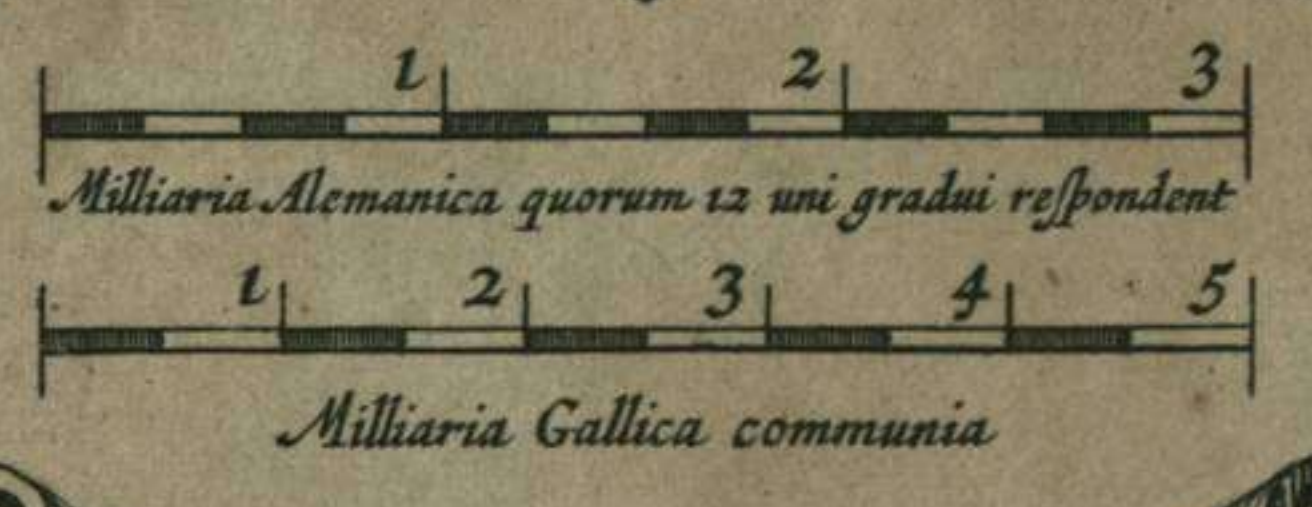 1 2 3
Milliaria Alemanica quorum 12 uni gradui reſpondent
1 2 3 4 5
Milliaria Gallica communia